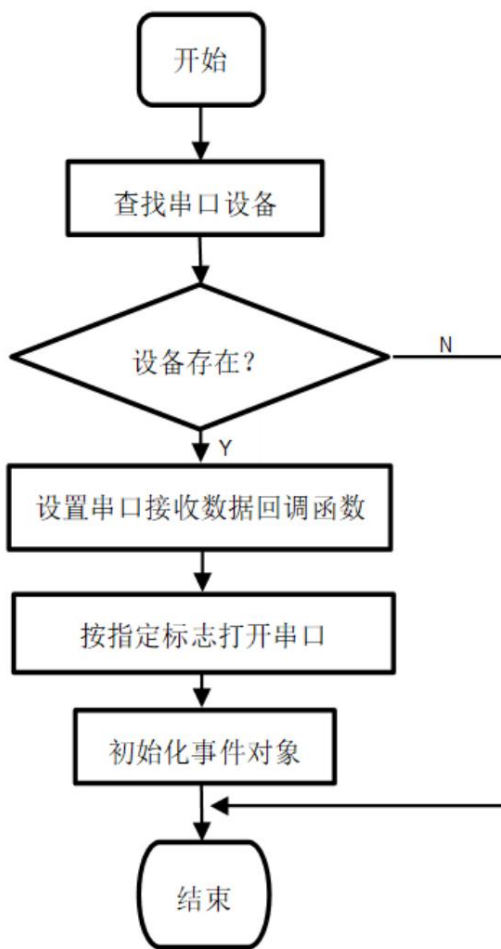 开始
查找串口设备
设备存在？
N
Y
设置串口接收数据回调函数
按指定标志打开串口
初始化事件对象
结束